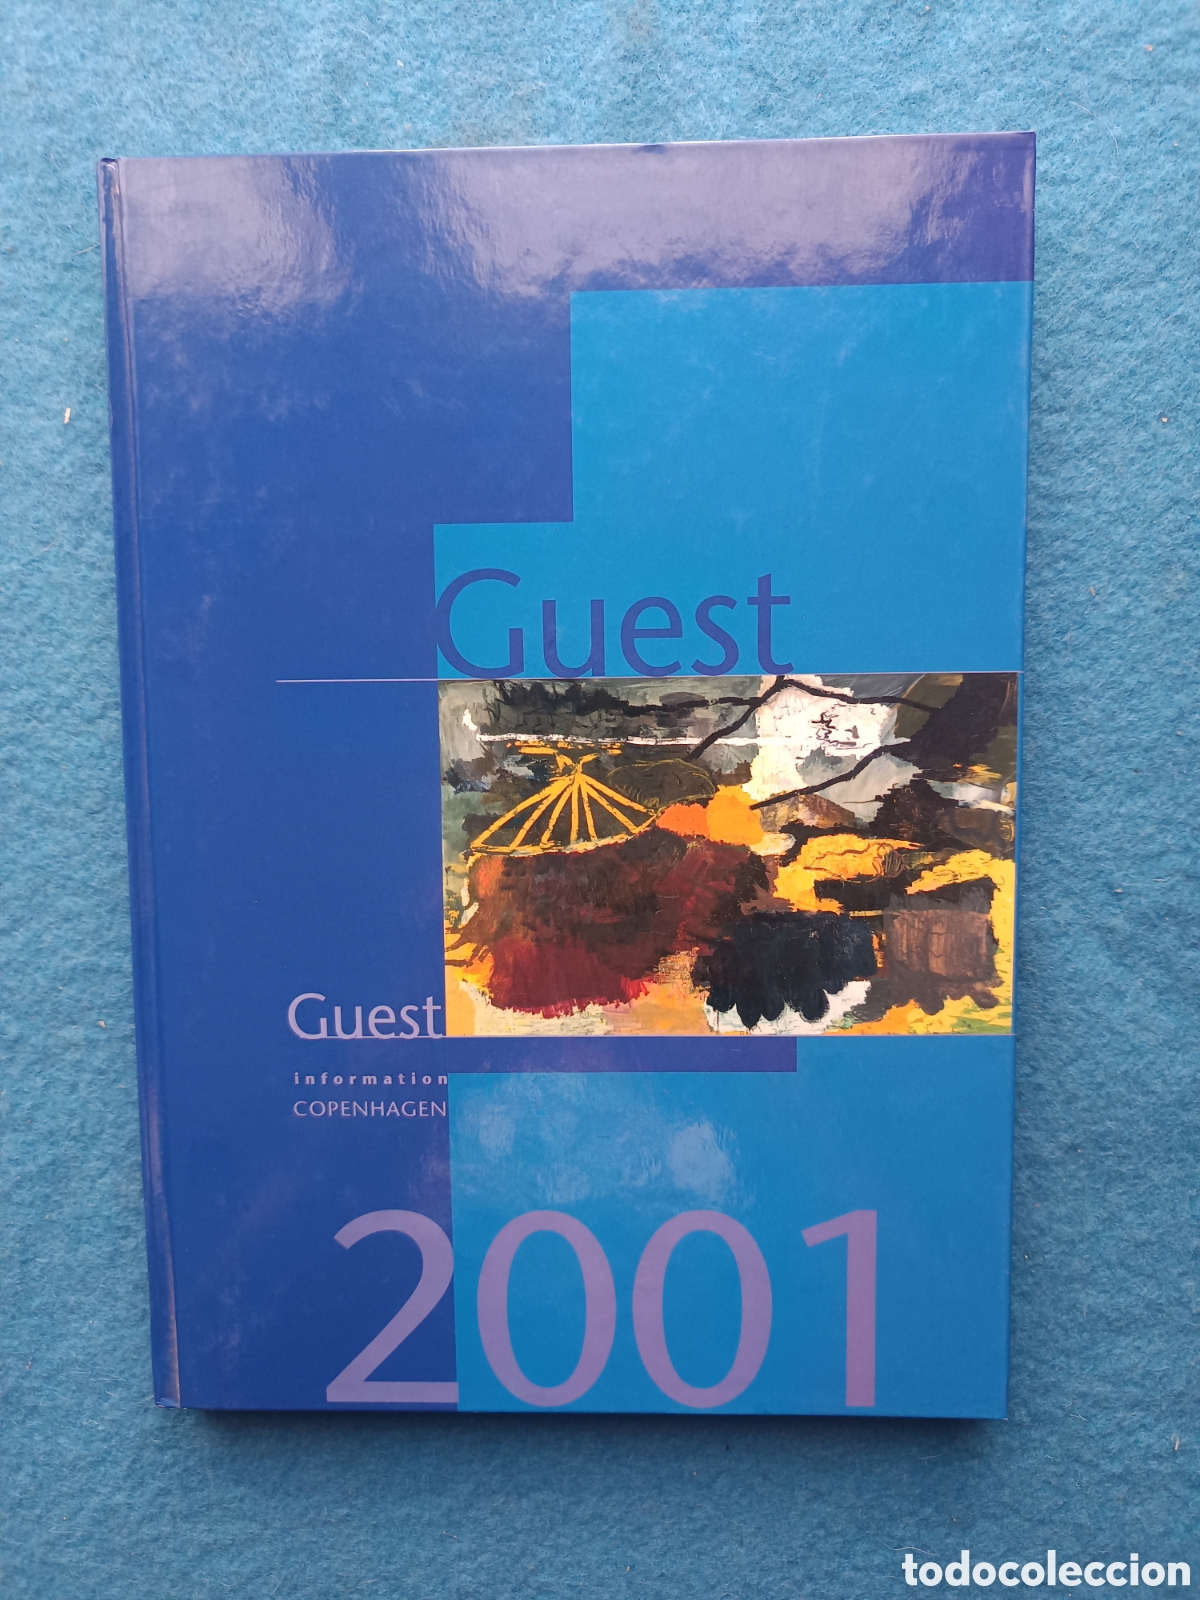 Guest
Guest
information
COPENHAGEN
2001
todocoleccion